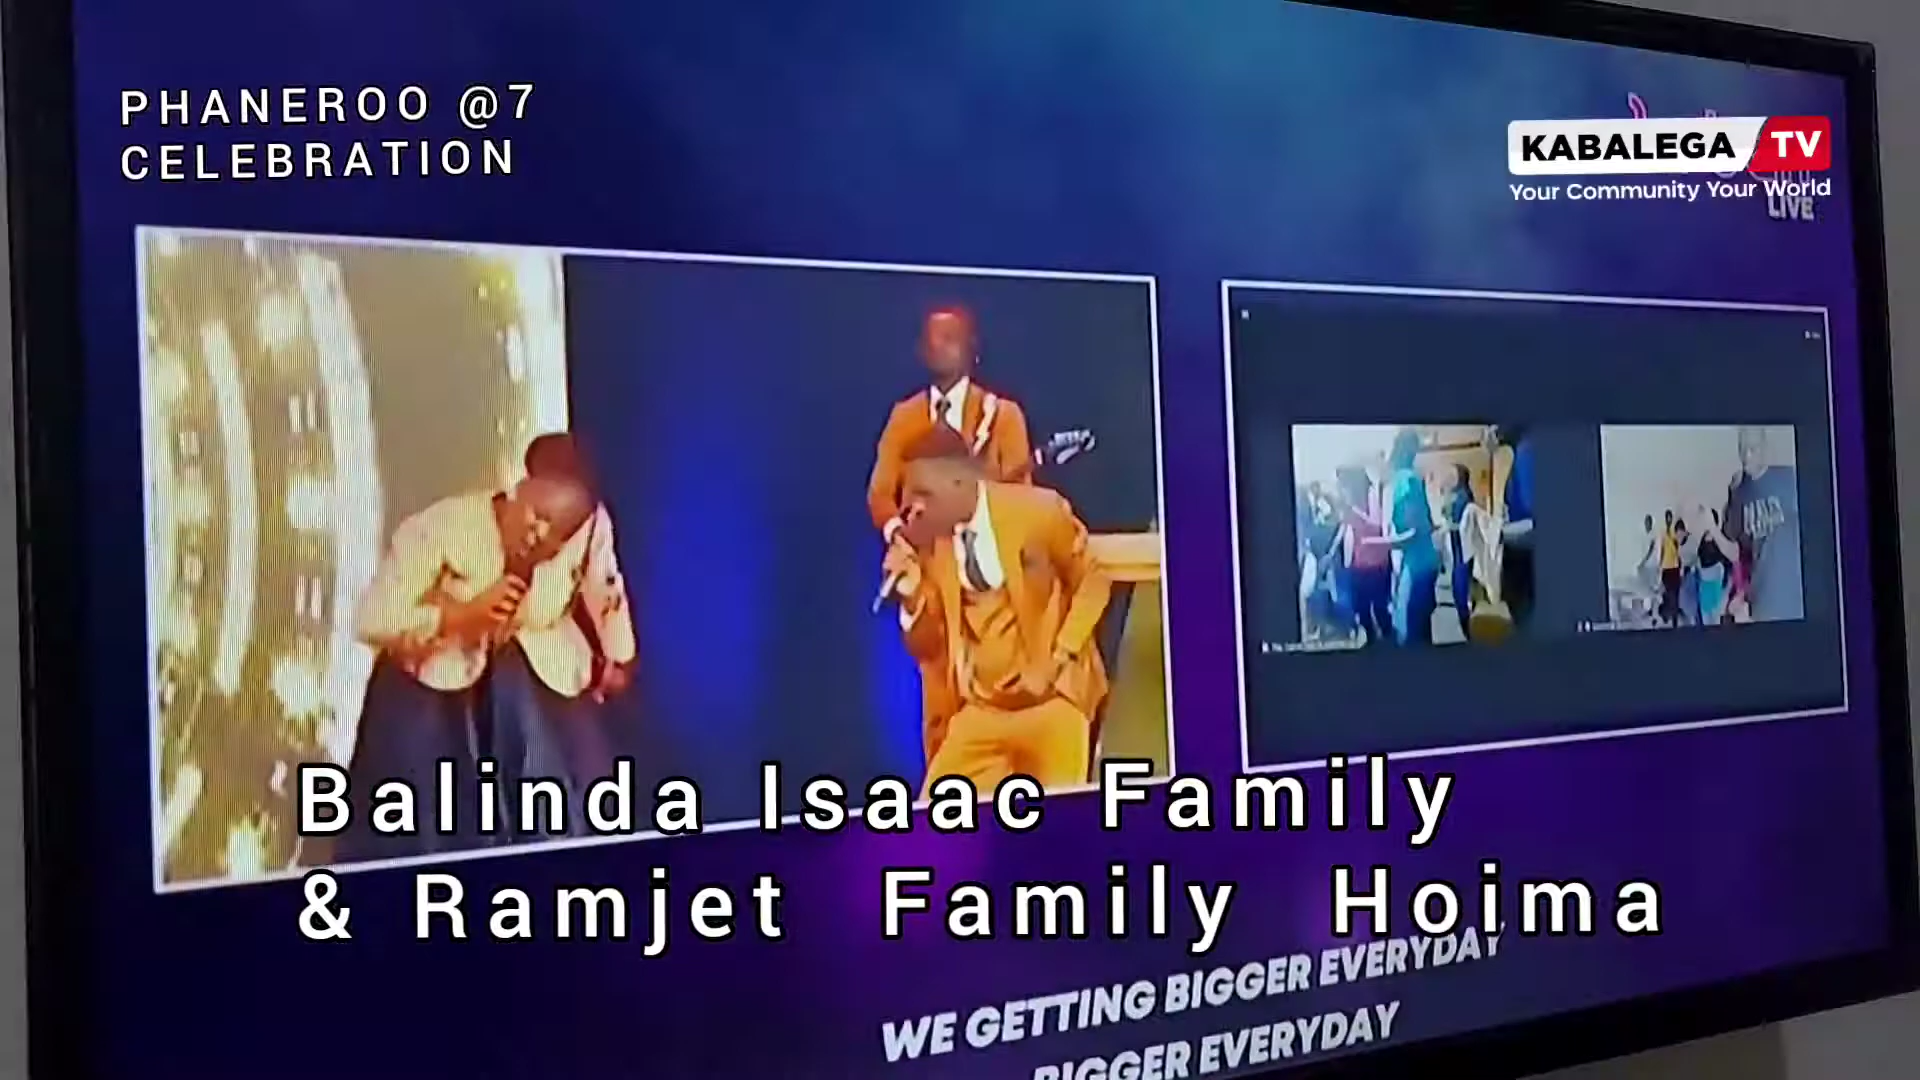 PHANEROO @7
CELEBRATION
KABALEGA TV
Your Community Your World
LIVE
Balinda Isaac Family
& Ramjet Family Hoima
WE GETTING BIGGER EVERYDAY
BIGGER EVERYDAY